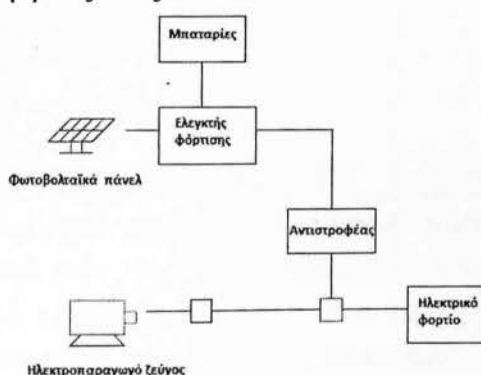 Μπαταρίες
Ελεγκτής
φόρτισης
Φωτοβολταϊκά πάνελ
Αντιστροφέας
Ηλεκτρικό
φορτίο
Ηλεκτροπαραγωγό ζεύγος